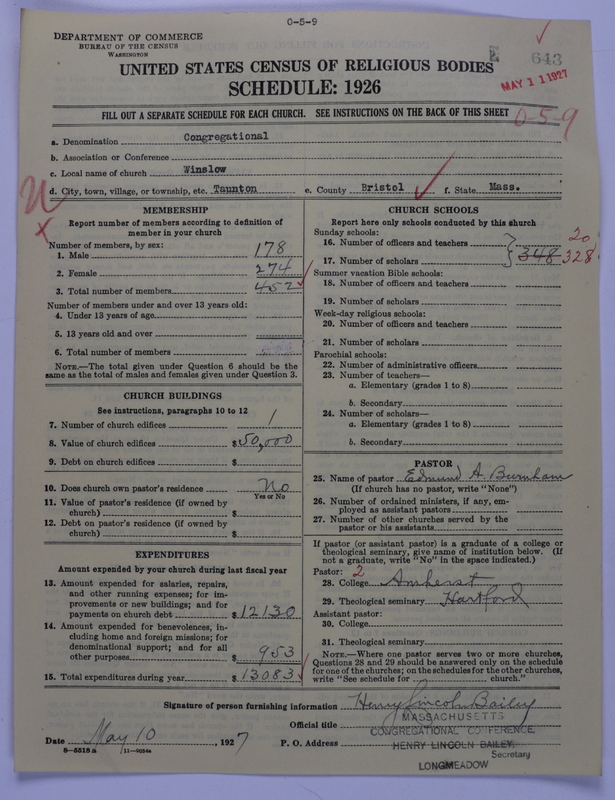 0-5-9
DEPARTMENT OF COMMERCE
BUREAU OF THE CENSUS
WASHINGTON
643
MAY 11 1927
UNITED STATES CENSUS OF RELIGIOUS BODIES
SCHEDULE: 1926
FILL OUT A SEPARATE SCHEDULE FOR EACH CHURCH. SEE INSTRUCTIONS ON THE BACK OF THIS SHEET
0-5-9
a. Denomination Congregational
b. Association or Conference
c. Local name of church Winslow
d. City, town, village, or township, etc. Taunton e. County Bristol f. State Mass.
MEMBERSHIP
Report number of members according to definition of
member in your church
Number of members, by sex:
1. Male 178
2. Female 274
3. Total number of members 452
Number of members under and over 13 years old:
4. Under 13 years of age
5. 13 years old and over
6. Total number of members
NOTE.—The total given under Question 6 should be the
same as the total of males and females given under Question 3.
CHURCH BUILDINGS
See instructions, paragraphs 10 to 12
7. Number of church edifices 1
8. Value of church edifices $50,000
9. Debt on church edifices $
10. Does church own pastor's residence No
Yes or No
11. Value of pastor's residence (if owned by
church) $
12. Debt on pastor's residence (if owned by
church) $
EXPENDITURES
Amount expended by your church during last fiscal year
13. Amount expended for salaries, repairs,
and other running expenses; for im-
provements or new buildings; and for
payments on church debt $12130
14. Amount expended for benevolences, in-
cluding home and foreign missions; for
denominational support; and for all
other purposes $953
15. Total expenditures during year $13083
CHURCH SCHOOLS
Report here only schools conducted by this church
Sunday schools:
16. Number of officers and teachers 20
17. Number of scholars 348 328
Summer vacation Bible schools:
18. Number of officers and teachers
19. Number of scholars
Week-day religious schools:
20. Number of officers and teachers
21. Number of scholars
Parochial schools:
22. Number of administrative officers
23. Number of teachers—
a. Elementary (grades 1 to 8)
b. Secondary
24. Number of scholars—
a. Elementary (grades 1 to 8)
b. Secondary
PASTOR
25. Name of pastor Edmund A. Burnham
(If church has no pastor, write "None")
26. Number of ordained ministers, if any, em-
ployed as assistant pastors
27. Number of other churches served by the
pastor or his assistants
If pastor (or assistant pastor) is a graduate of a college or
theological seminary, give name of institution below. (If
not a graduate, write "No" in the space indicated.)
Pastor: 2
28. College Amherst
29. Theological seminary Hartford
Assistant pastor:
30. College
31. Theological seminary
NOTE.—Where one pastor serves two or more churches,
Questions 28 and 29 should be answered only on the schedule
for one of the churches; on the schedules for the other churches,
write "See schedule for church."
Signature of person furnishing information Henry Lincoln Bailey
Official title MASSACHUSETTS
CONGREGATIONAL CONFERENCE,
Date May 10, 1927 P. O. Address HENRY LINCOLN BAILEY,
Secretary
8-5515a 11-9054a
LONGMEADOW